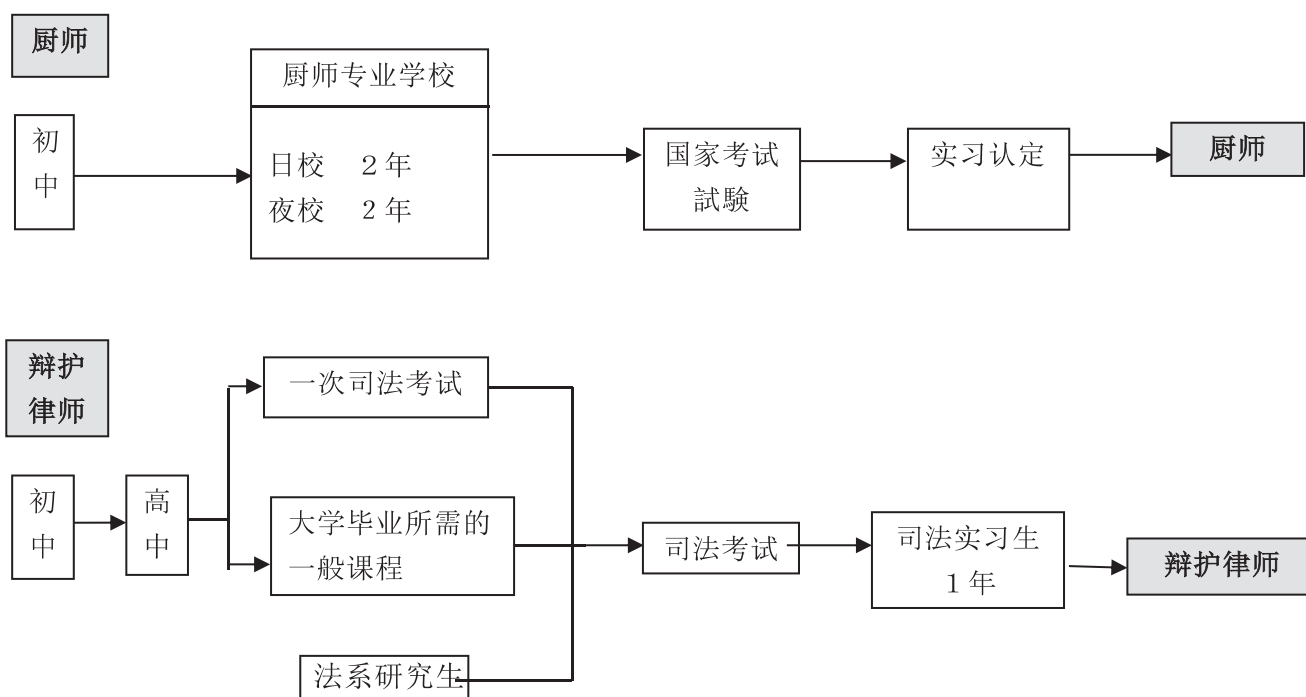 厨师
初
中
厨师专业学校
日校　２年
夜校　２年
国家考试
試験
实习认定
厨师
辩护
律师
初
中
高
中
一次司法考试
大学毕业所需的
一般课程
法系研究生
司法考试
司法实习生
１年
辩护律师